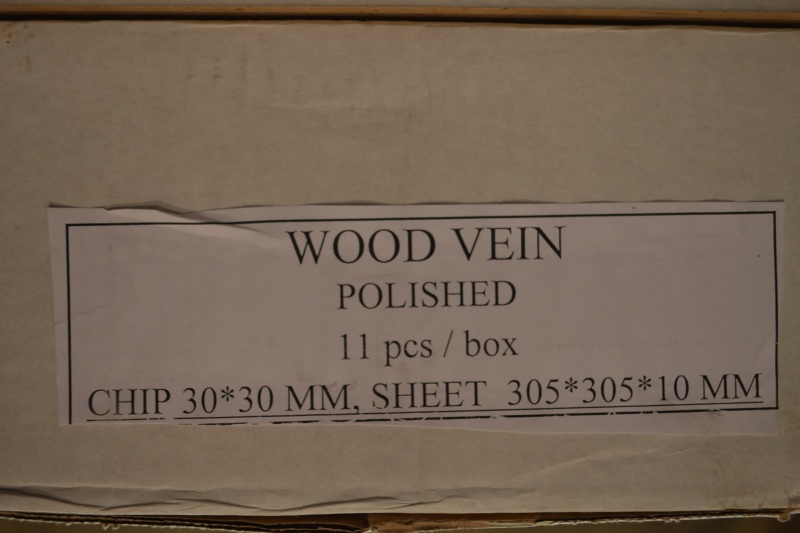 WOOD VEIN
POLISHED
11 pcs / box
CHIP 30*30 MM, SHEET 305*305*10 MM